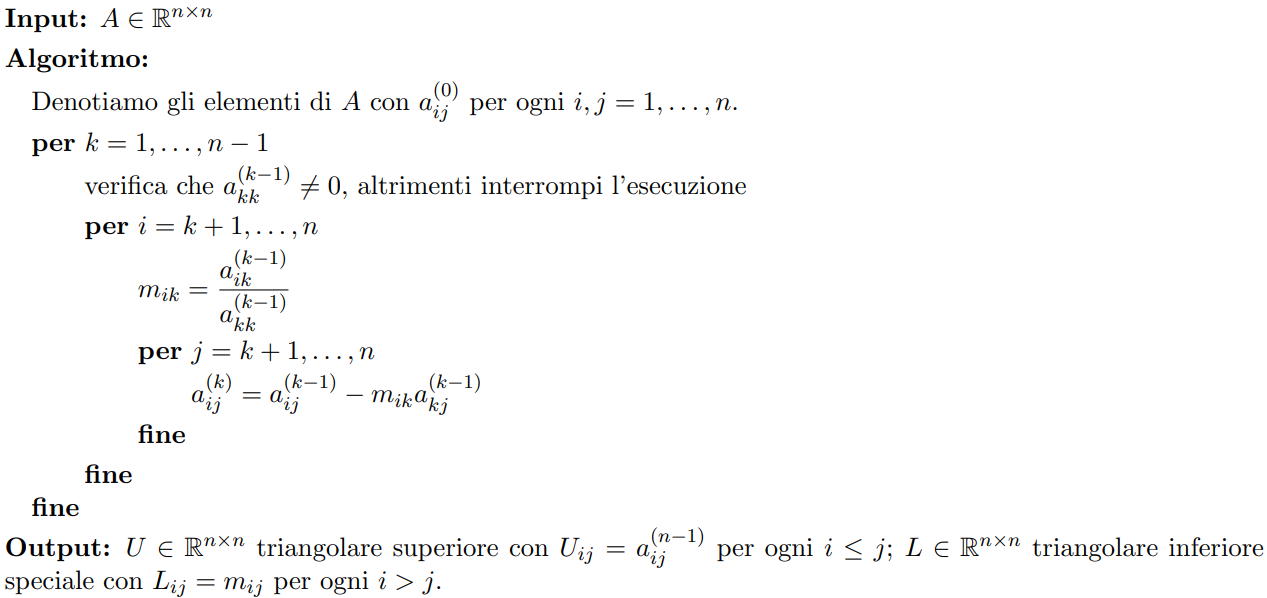 Input: $A \in \mathbb{R}^{n \times n}$
Algoritmo:
Denotiamo gli elementi di $A$ con $a_{ij}^{(0)}$ per ogni $i, j = 1, \ldots, n$.
per $k = 1, \ldots, n - 1$
verifica che $a_{kk}^{(k-1)} \neq 0$, altrimenti interrompi l'esecuzione
per $i = k + 1, \ldots, n$
$m_{ik} = \frac{a_{ik}^{(k-1)}}{a_{kk}^{(k-1)}}$
per $j = k + 1, \ldots, n$
$a_{ij}^{(k)} = a_{ij}^{(k-1)} - m_{ik} a_{kj}^{(k-1)}$
fine
fine
fine
Output: $U \in \mathbb{R}^{n \times n}$ triangolare superiore con $U_{ij} = a_{ij}^{(n-1)}$ per ogni $i \leq j$; $L \in \mathbb{R}^{n \times n}$ triangolare inferiore
speciale con $L_{ij} = m_{ij}$ per ogni $i > j$.